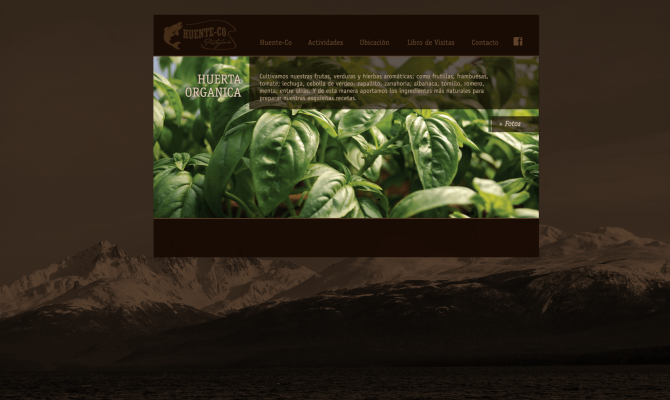 HUENTE-CO
Huente-Co Actividades Ubicación Libro de Visitas Contacto
HUERTA
ORGANICA
Cultivamos nuestras frutas, verduras y hierbas aromáticas; como frutillas, frambuesas,
tomate, lechuga, cebolla de verdeo, zapallito, zanahoria; albahaca, tomillo, romero,
menta; entre otras. Y de esta manera aportamos los ingredientes más naturales para
preparar nuestras exquisitas recetas.
» Fotos